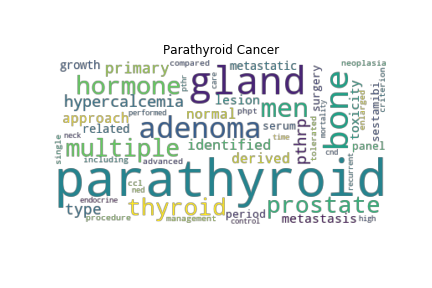 Parathyroid Cancer
growth
primary
compared
metastatic
neoplasia
hormone
pthr
gland
care
surgery
bone
toxicity
enlarged
criterion
hypercalcemia
lesion
men
mortality
sestamibi
approach
performed
normal
phpt
related
adenoma
serum
pthrp
tolerated
panel
single
neck
multiple
identified
time
including
advanced
derived
cnd
recurrent
parathyroid
ccl
ned
endocrine
type
thyroid
period
prostate
procedure
management
control
metastasis
high